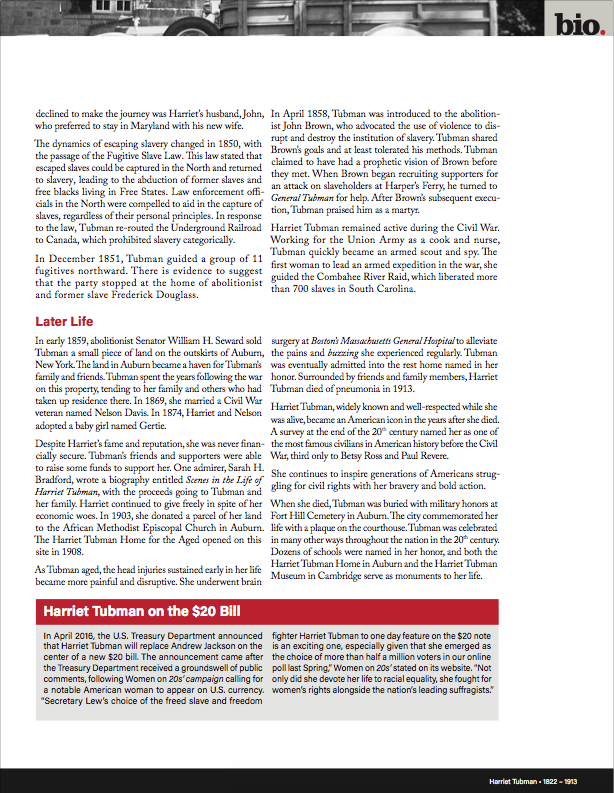 bio.
declined to make the journey was Harriet's husband, John,
who preferred to stay in Maryland with his new wife.
The dynamics of escaping slavery changed in 1850, with
the passage of the Fugitive Slave Law. This law stated that
escaped slaves could be captured in the North and returned
to slavery, leading to the abduction of former slaves and
free blacks living in Free States. Law enforcement offi-
cials in the North were compelled to aid in the capture of
slaves, regardless of their personal principles. In response
to the law, Tubman re-routed the Underground Railroad
to Canada, which prohibited slavery categorically.
In December 1851, Tubman guided a group of 11
fugitives northward. There is evidence to suggest
that the party stopped at the home of abolitionist
and former slave Frederick Douglass.
In April 1858, Tubman was introduced to the abolition-
ist John Brown, who advocated the use of violence to dis-
rupt and destroy the institution of slavery. Tubman shared
Brown's goals and at least tolerated his methods. Tubman
claimed to have had a prophetic vision of Brown before
they met. When Brown began recruiting supporters for
an attack on slaveholders at Harper's Ferry, he turned to
General Tubman for help. After Brown's subsequent execu-
tion, Tubman praised him as a martyr.
Harriet Tubman remained active during the Civil War.
Working for the Union Army as a cook and nurse,
Tubman quickly became an armed scout and spy. The
first woman to lead an armed expedition in the war, she
guided the Combahee River Raid, which liberated more
than 700 slaves in South Carolina.
Later Life
In early 1859, abolitionist Senator William H. Seward sold
Tubman a small piece of land on the outskirts of Auburn,
New York. The land in Auburn became a haven for Tubman's
family and friends. Tubman spent the years following the war
on this property, tending to her family and others who had
taken up residence there. In 1869, she married a Civil War
veteran named Nelson Davis. In 1874, Harriet and Nelson
adopted a baby girl named Gertie.
Despite Harriet's fame and reputation, she was never finan-
cially secure. Tubman's friends and supporters were able
to raise some funds to support her. One admirer, Sarah H.
Bradford, wrote a biography entitled Scenes in the Life of
Harriet Tubman, with the proceeds going to Tubman and
her family. Harriet continued to give freely in spite of her
economic woes. In 1903, she donated a parcel of her land
to the African Methodist Episcopal Church in Auburn.
The Harriet Tubman Home for the Aged opened on this
site in 1908.
As Tubman aged, the head injuries sustained early in her life
became more painful and disruptive. She underwent brain
surgery at Boston's Massachusetts General Hospital to alleviate
the pains and buzzing she experienced regularly. Tubman
was eventually admitted into the rest home named in her
honor. Surrounded by friends and family members, Harriet
Tubman died of pneumonia in 1913.
Harriet Tubman, widely known and well-respected while she
was alive, became an American icon in the years after she died.
A survey at the end of the 20th century named her as one of
the most famous civilians in American history before the Civil
War, third only to Betsy Ross and Paul Revere.
She continues to inspire generations of Americans strug-
gling for civil rights with her bravery and bold action.
When she died, Tubman was buried with military honors at
Fort Hill Cemetery in Auburn. The city commemorated her
life with a plaque on the courthouse. Tubman was celebrated
in many other ways throughout the nation in the 20th century.
Dozens of schools were named in her honor, and both the
Harriet Tubman Home in Auburn and the Harriet Tubman
Museum in Cambridge serve as monuments to her life.
Harriet Tubman on the $20 Bill
In April 2016, the U.S. Treasury Department announced
that Harriet Tubman will replace Andrew Jackson on the
center of a new $20 bill. The announcement came after
the Treasury Department received a groundswell of public
comments, following Women on 20s' campaign calling for
a notable American woman to appear on U.S. currency.
"Secretary Lew's choice of the freed slave and freedom
fighter Harriet Tubman to one day feature on the $20 note
is an exciting one, especially given that she emerged as
the choice of more than half a million voters in our online
poll last Spring," Women on 20s' stated on its website. "Not
only did she devote her life to racial equality, she fought for
women's rights alongside the nation's leading suffragists."
Harriet Tubman • 1822 – 1913